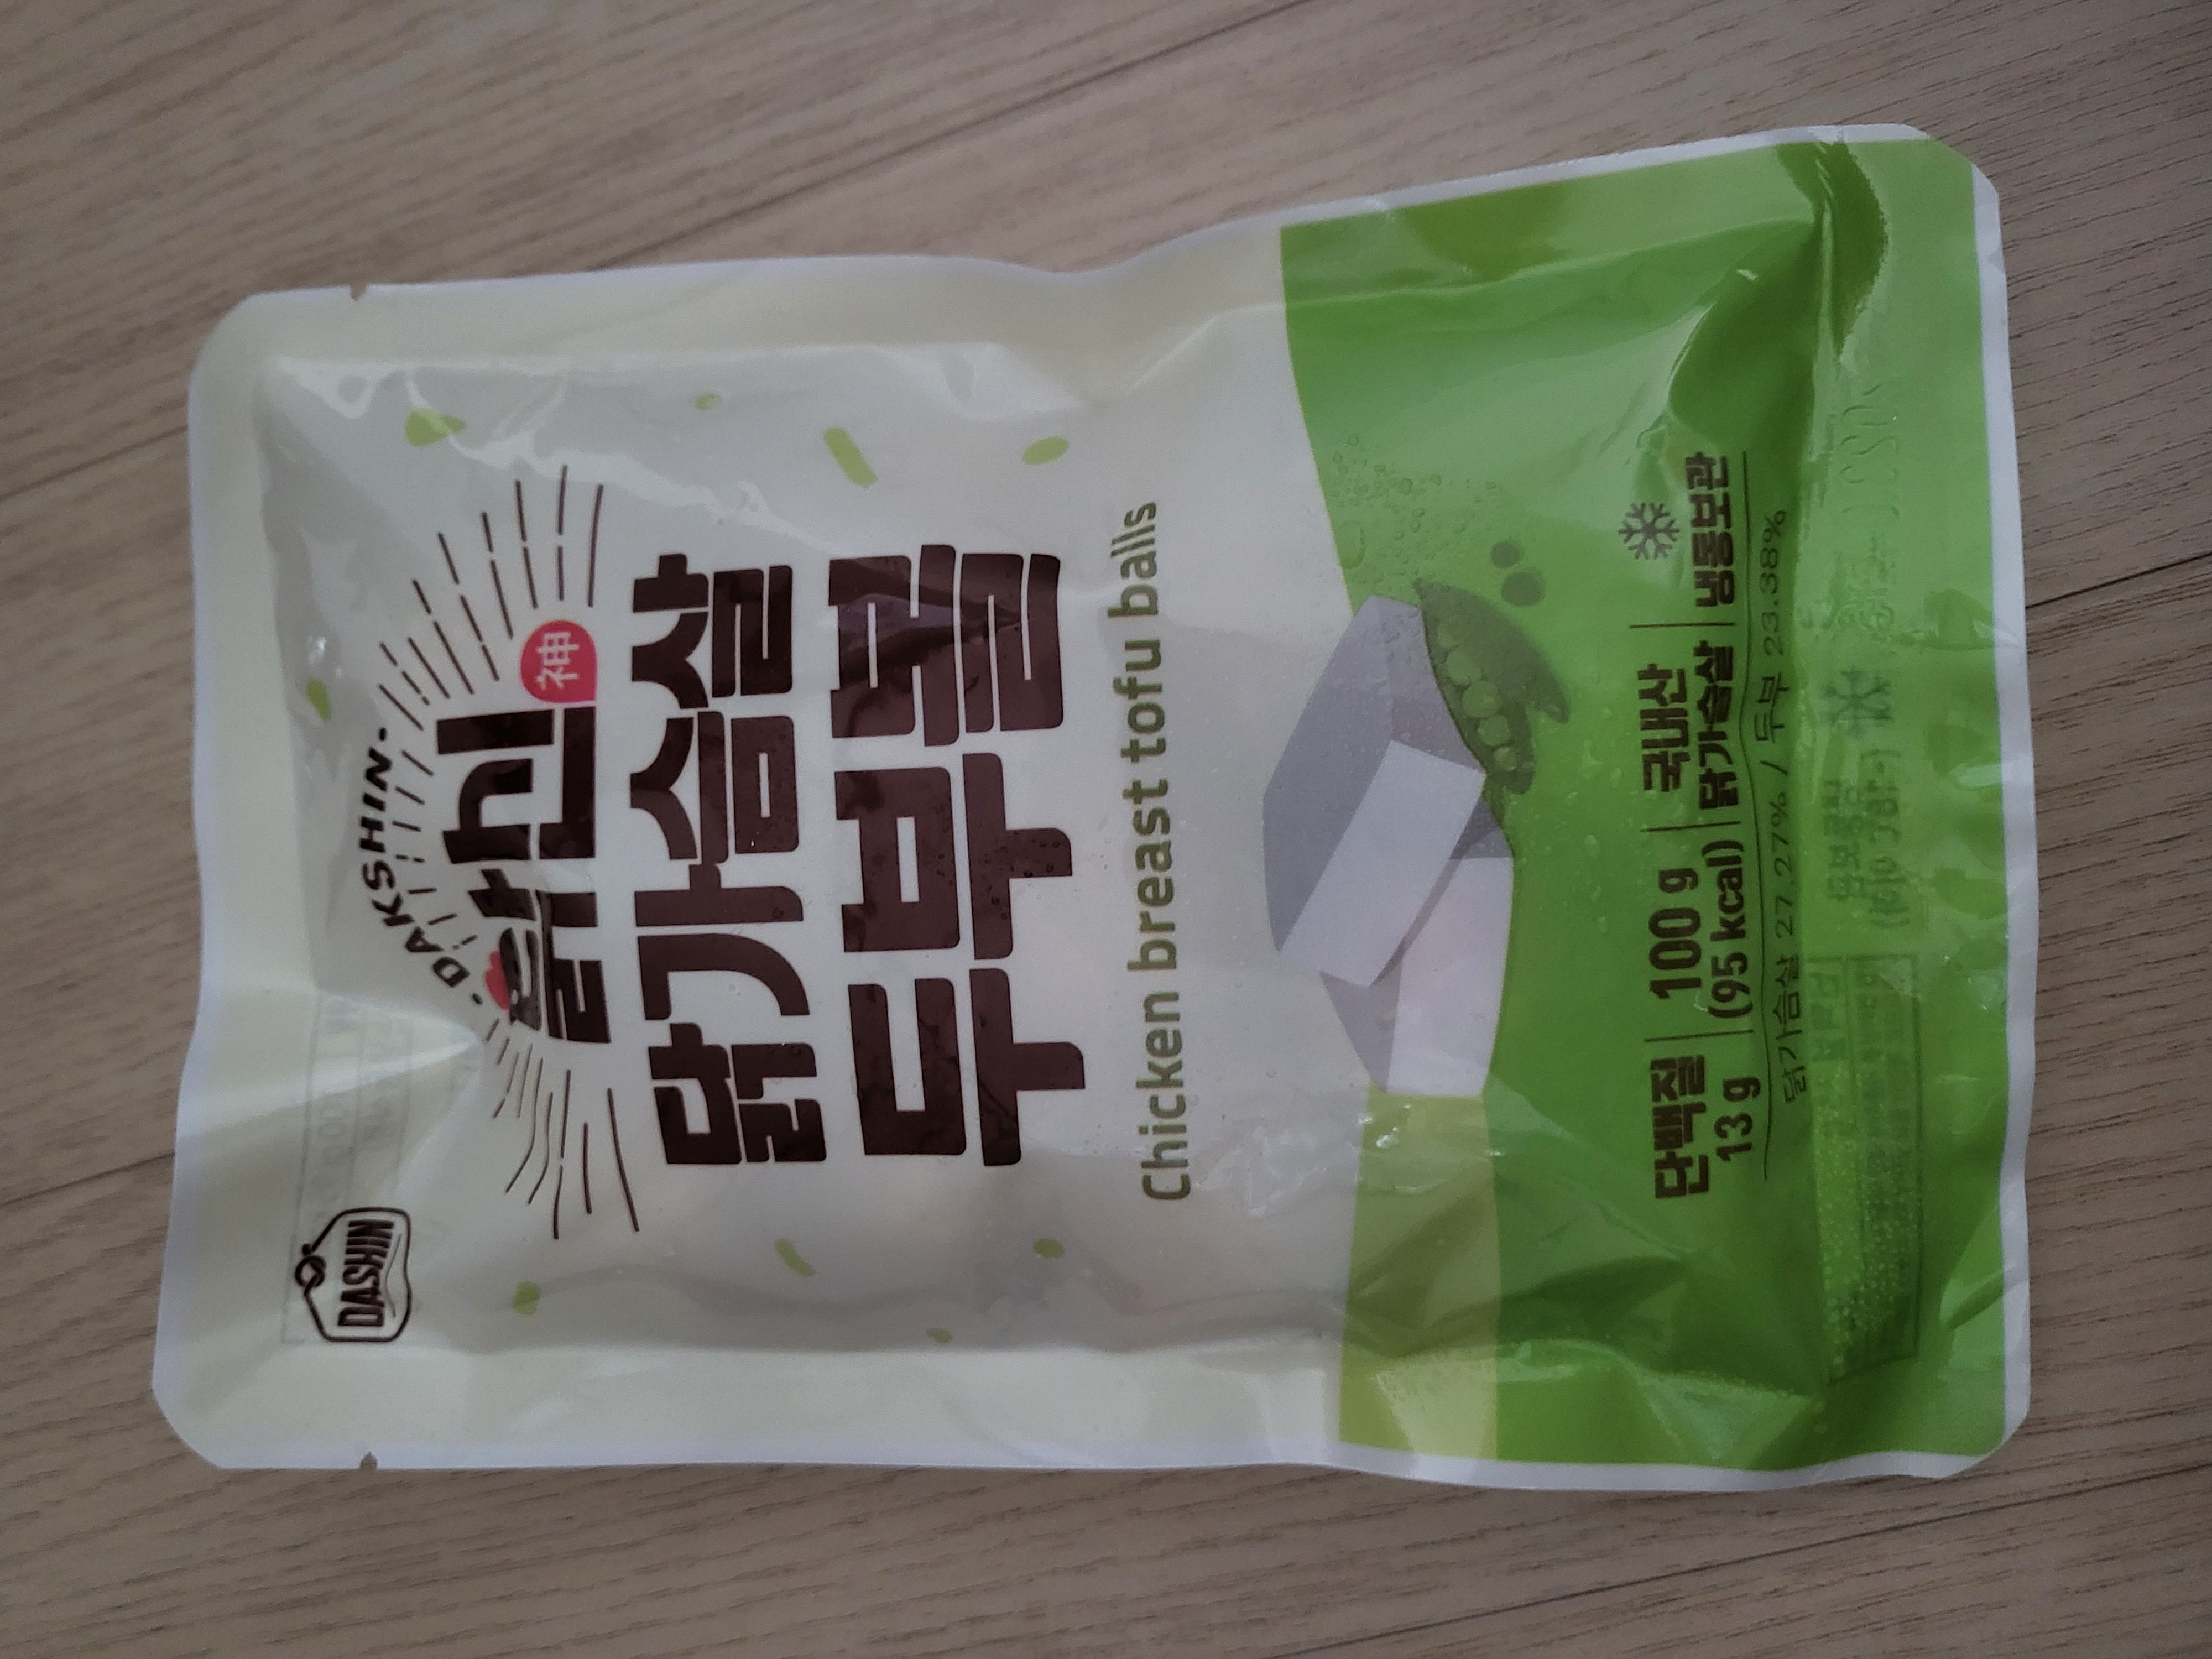 DASHIN
·DAKSHIN·
닭신
神
닭가슴살
두부볼
Chicken breast tofu balls
단백질 | 100 g | 국내산
13 g | (95 kcal) | 닭가슴살 | 냉동보관
닭가슴살 27.27% / 두부 23.38%